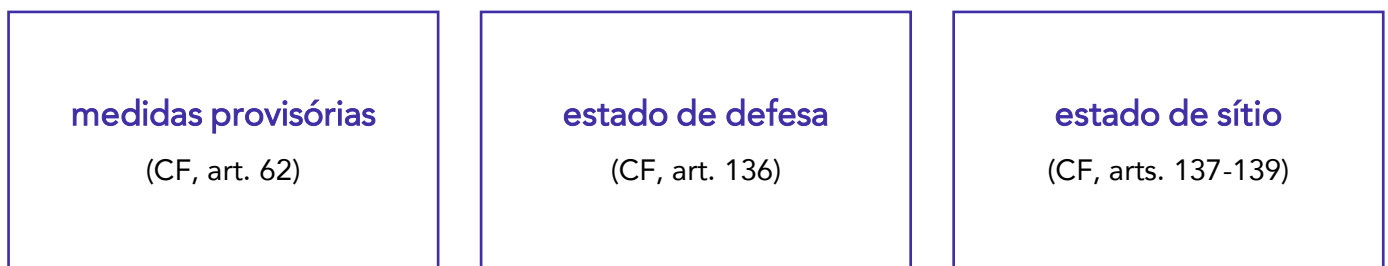 medidas provisórias
(CF, art. 62)
estado de defesa
(CF, art. 136)
estado de sítio
(CF, arts. 137-139)